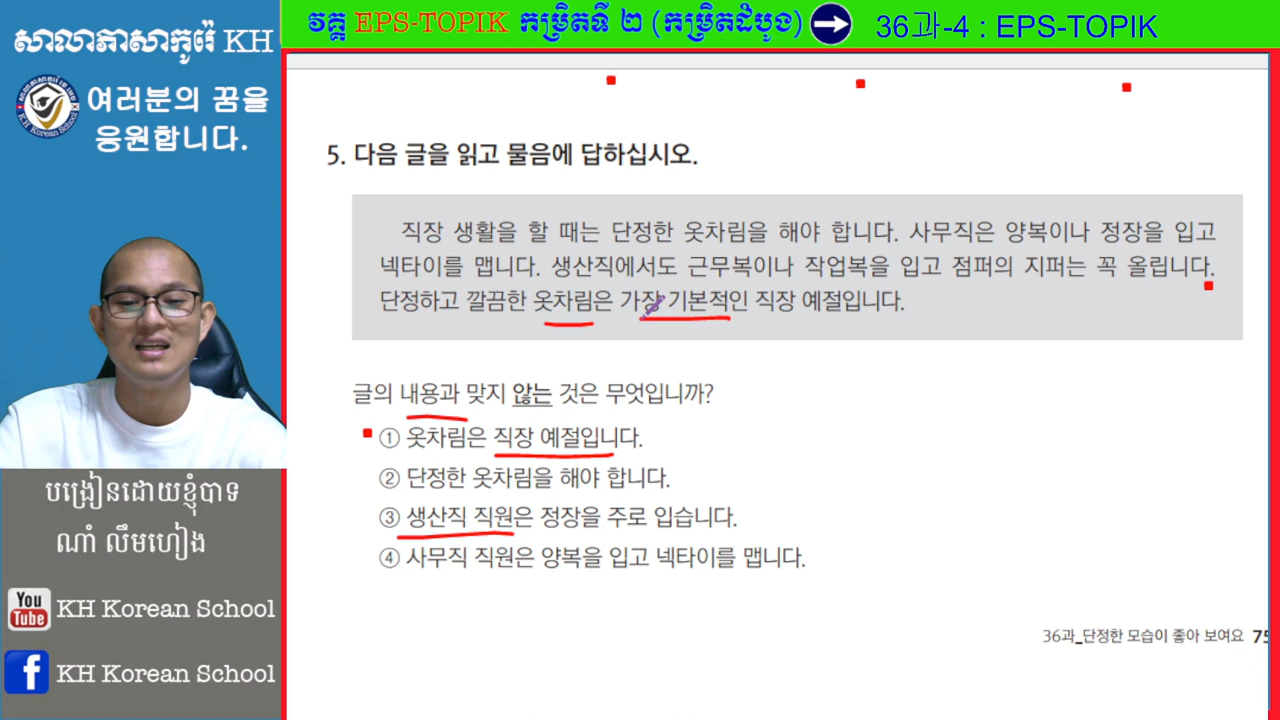 សាលាភាសាកូរ៉េ KH
វគ្គ EPS-TOPIK កម្រិតទី ២ (កម្រិតដំបូង) 36과-4 : EPS-TOPIK
여러분의 꿈을
응원합니다.
5. 다음 글을 읽고 물음에 답하십시오.
직장 생활을 할 때는 단정한 옷차림을 해야 합니다. 사무직은 양복이나 정장을 입고
넥타이를 맵니다. 생산직에서도 근무복이나 작업복을 입고 점퍼의 지퍼는 꼭 올립니다.
단정하고 깔끔한 옷차림은 가장 기본적인 직장 예절입니다.
글의 내용과 맞지 않는 것은 무엇입니까?
① 옷차림은 직장 예절입니다.
② 단정한 옷차림을 해야 합니다.
③ 생산직 직원은 정장을 주로 입습니다.
④ 사무직 직원은 양복을 입고 넥타이를 맵니다.
36과_단정한 모습이 좋아 보여요 75
បង្រៀនដោយខ្ញុំបាទ
ណាំ លឹមហៀង
You Tube KH Korean School
f KH Korean School